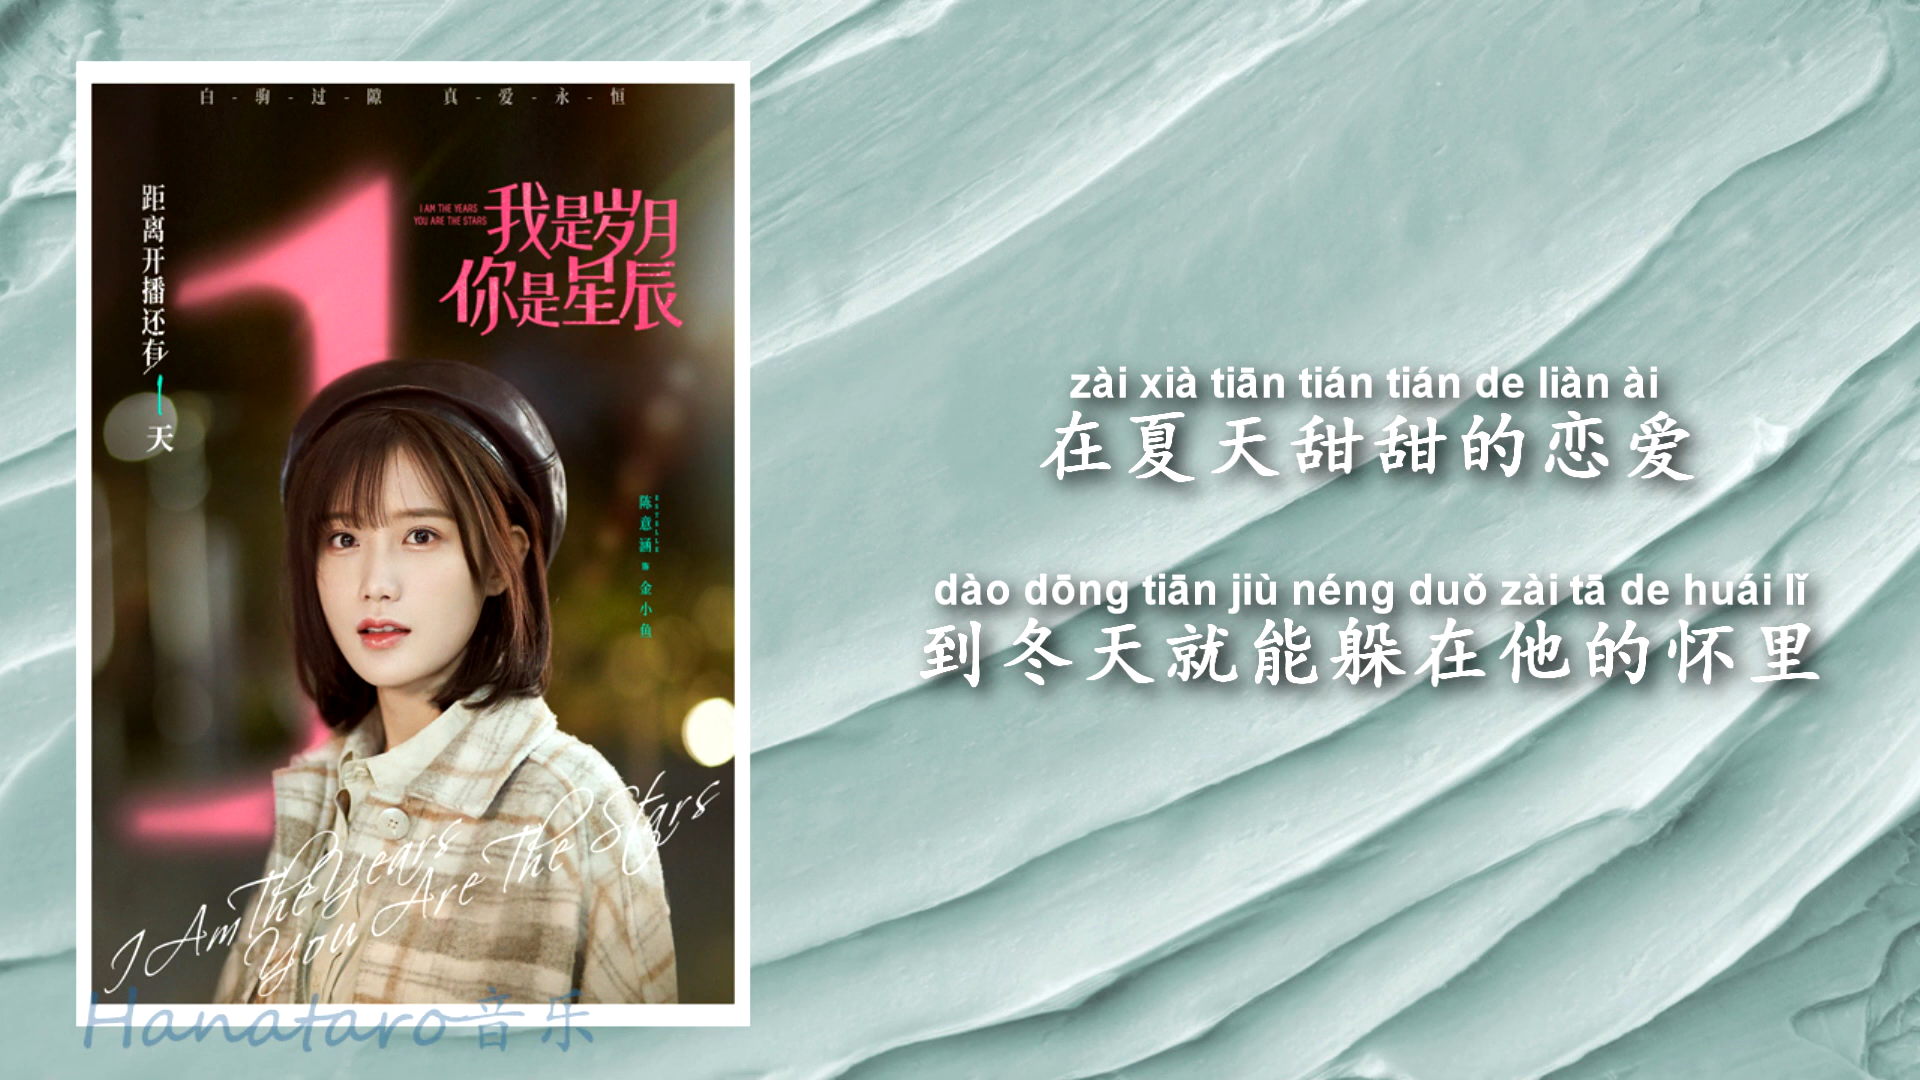 白-驹-过-隙 真-爱-永-恒
距离开播还有1天
I AM THE YEARS
YOU ARE THE STARS
我是岁月
你是星辰
陈意涵
ESTELLE
饰
金小鱼
I Am The Years
You Are The Stars
Hanataro音乐
zài xià tiān tián tián de liàn ài
在夏天甜甜的恋爱
dào dōng tiān jiù néng duǒ zài tā de huái lǐ
到冬天就能躲在他的怀里